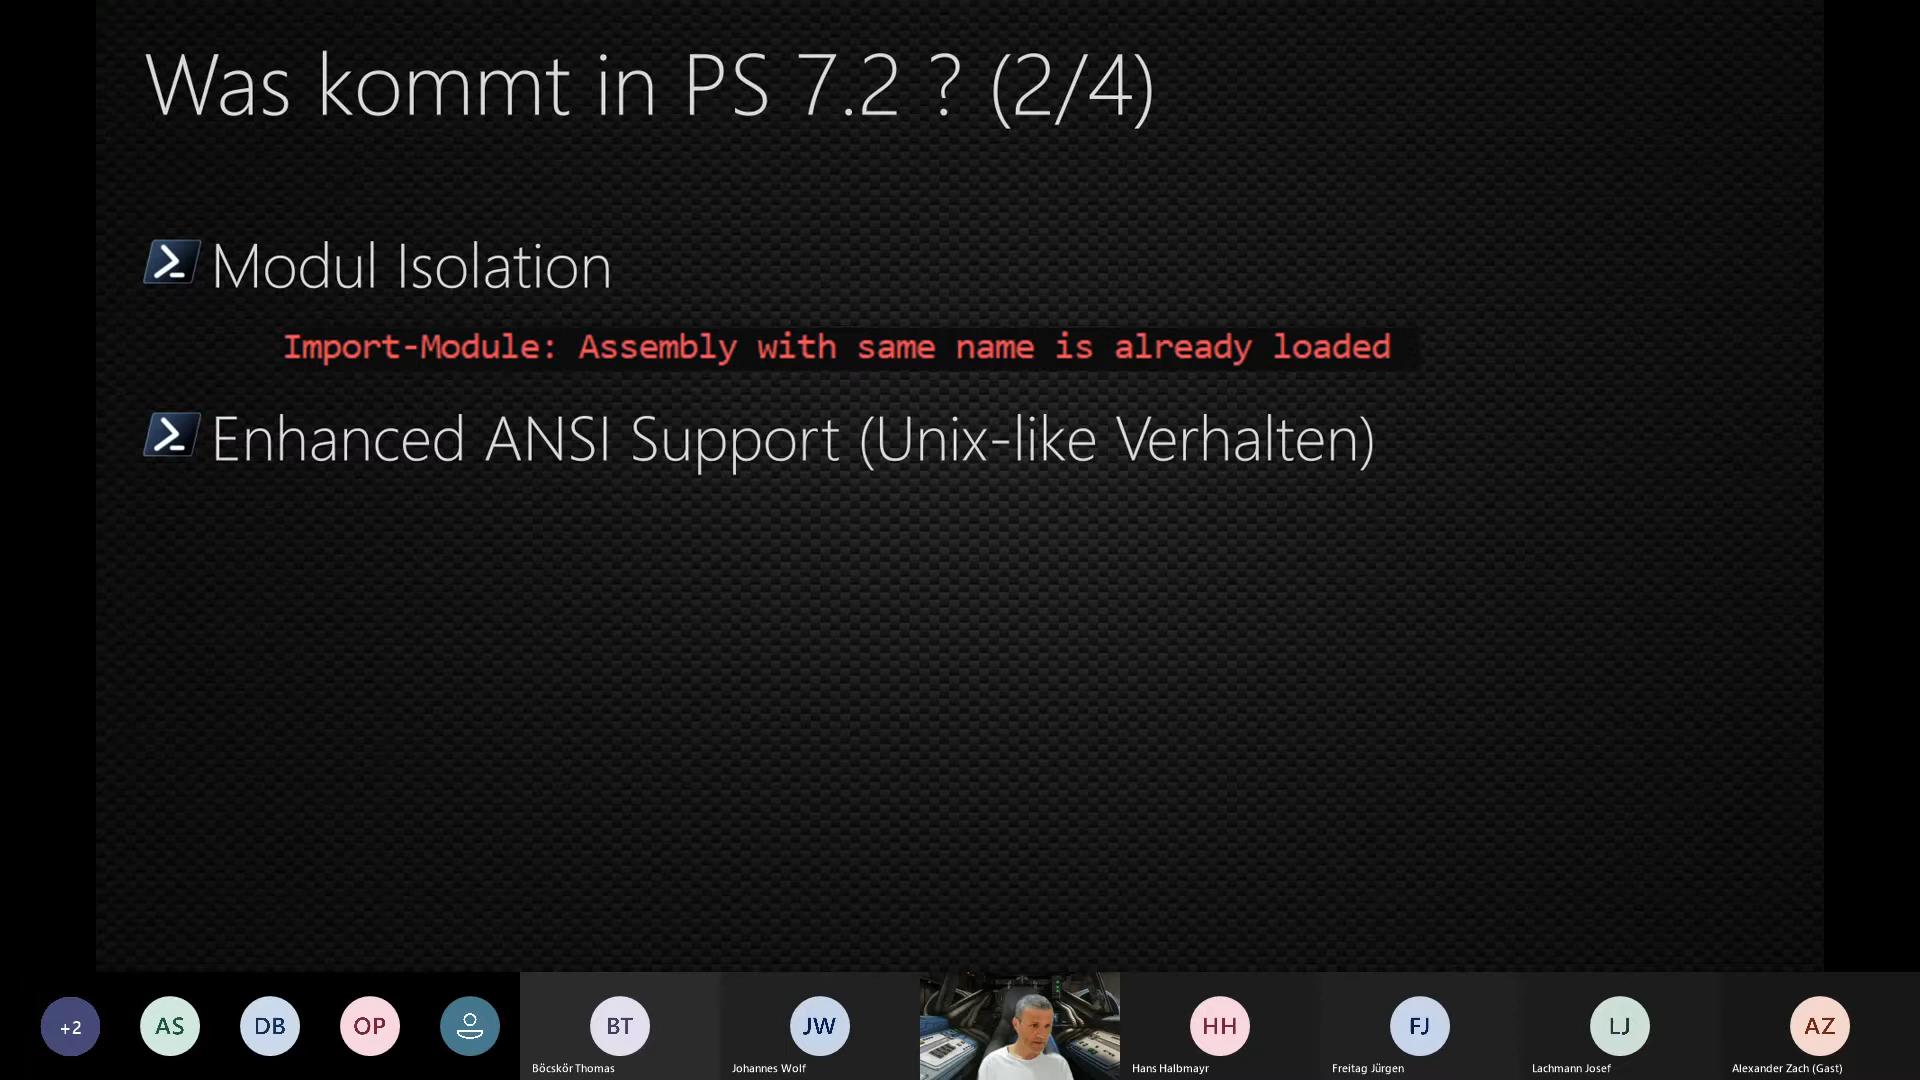 Was kommt in PS 7.2 ? (2/4)
Modul Isolation
Import-Module: Assembly with same name is already loaded
Enhanced ANSI Support (Unix-like Verhalten)
+2
AS
DB
OP
BT
JW
HH
FJ
LJ
AZ
Böcskör Thomas
Johannes Wolf
Hans Halbmayr
Freitag Jürgen
Lachmann Josef
Alexander Zach (Gast)